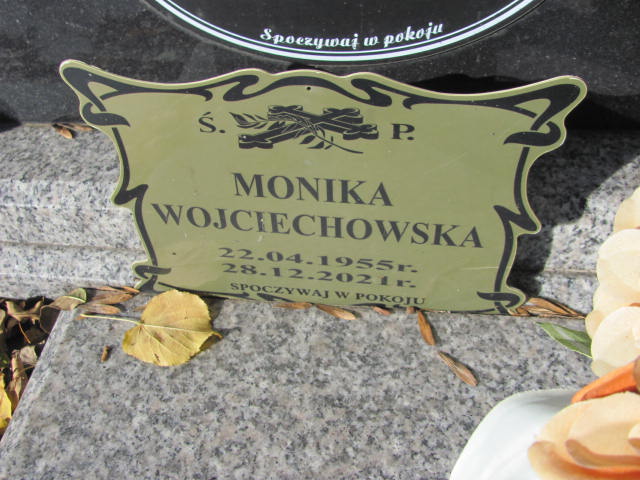 Spoczywaj w pokoju
Ś. P.
MONIKA
WOJCIECHOWSKA
22.04.1955r.
28.12.2021r.
SPOCZYWAJ W POKOJU